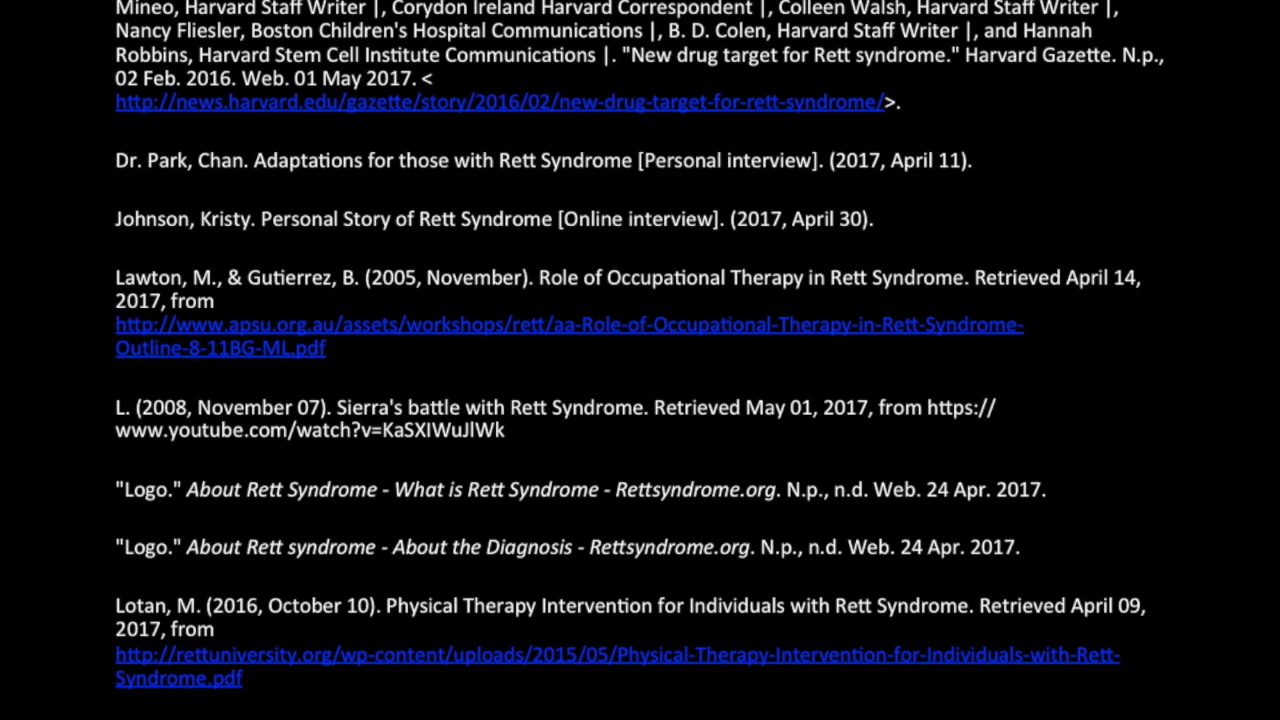 Mineo, Harvard Staff Writer |, Corydon Ireland Harvard Correspondent |, Colleen Walsh, Harvard Staff Writer |,
Nancy Fliesler, Boston Children's Hospital Communications |, B. D. Colen, Harvard Staff Writer |, and Hannah
Robbins, Harvard Stem Cell Institute Communications |. "New drug target for Rett syndrome." Harvard Gazette. N.p.,
02 Feb. 2016. Web. 01 May 2017. <
http://news.harvard.edu/gazette/story/2016/02/new-drug-target-for-rett-syndrome/>.
Dr. Park, Chan. Adaptations for those with Rett Syndrome [Personal interview]. (2017, April 11).
Johnson, Kristy. Personal Story of Rett Syndrome [Online interview]. (2017, April 30).
Lawton, M., & Gutierrez, B. (2005, November). Role of Occupational Therapy in Rett Syndrome. Retrieved April 14,
2017, from
http://www.apsu.org.au/assets/workshops/rett/aa-Role-of-Occupational-Therapy-in-Rett-Syndrome-
Outline-8-11BG-ML.pdf
L. (2008, November 07). Sierra's battle with Rett Syndrome. Retrieved May 01, 2017, from https://
www.youtube.com/watch?v=KaSXIWuJlWk
"Logo." About Rett Syndrome - What is Rett Syndrome - Rettsyndrome.org. N.p., n.d. Web. 24 Apr. 2017.
"Logo." About Rett syndrome - About the Diagnosis - Rettsyndrome.org. N.p., n.d. Web. 24 Apr. 2017.
Lotan, M. (2016, October 10). Physical Therapy Intervention for Individuals with Rett Syndrome. Retrieved April 09,
2017, from
http://rettuniversity.org/wp-content/uploads/2015/05/Physical-Therapy-Intervention-for-Individuals-with-Rett-
Syndrome.pdf